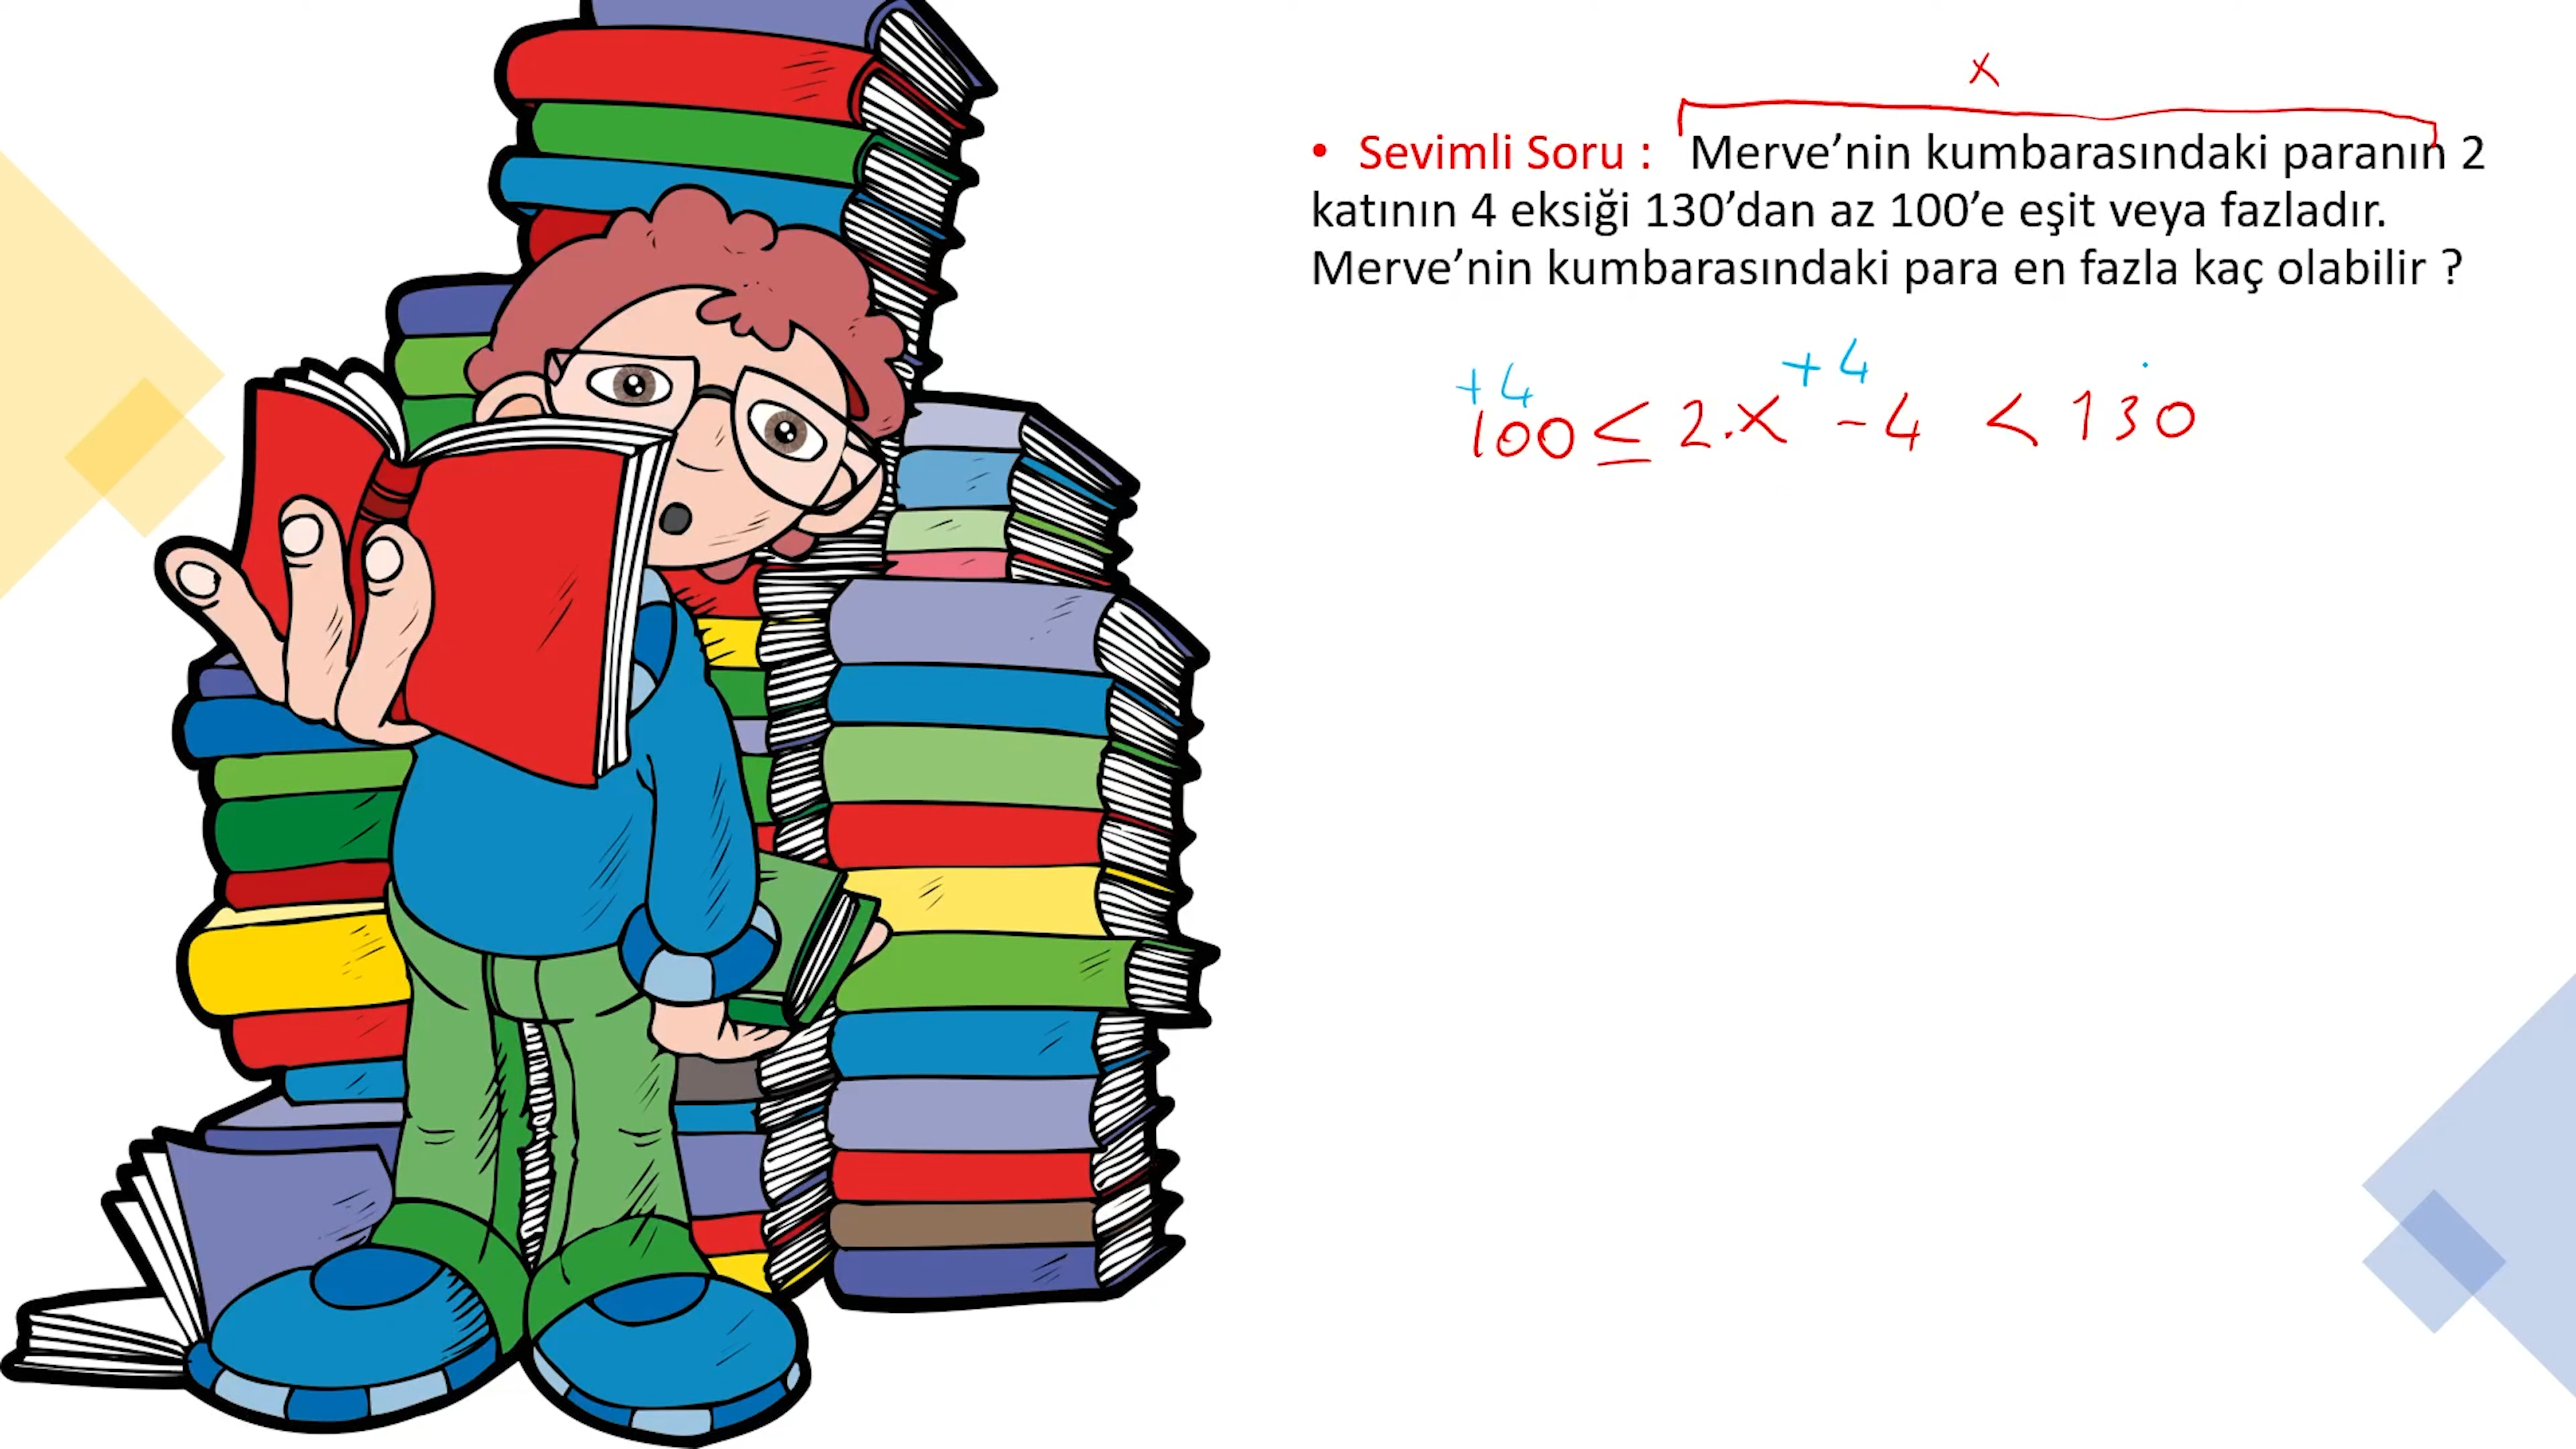 x
• Sevimli Soru : Merve’nin kumbarasındaki paranın 2
katının 4 eksiği 130’dan az 100’e eşit veya fazladır.
Merve’nin kumbarasındaki para en fazla kaç olabilir ?
+4 +4
100 ≤ 2.x - 4 < 130